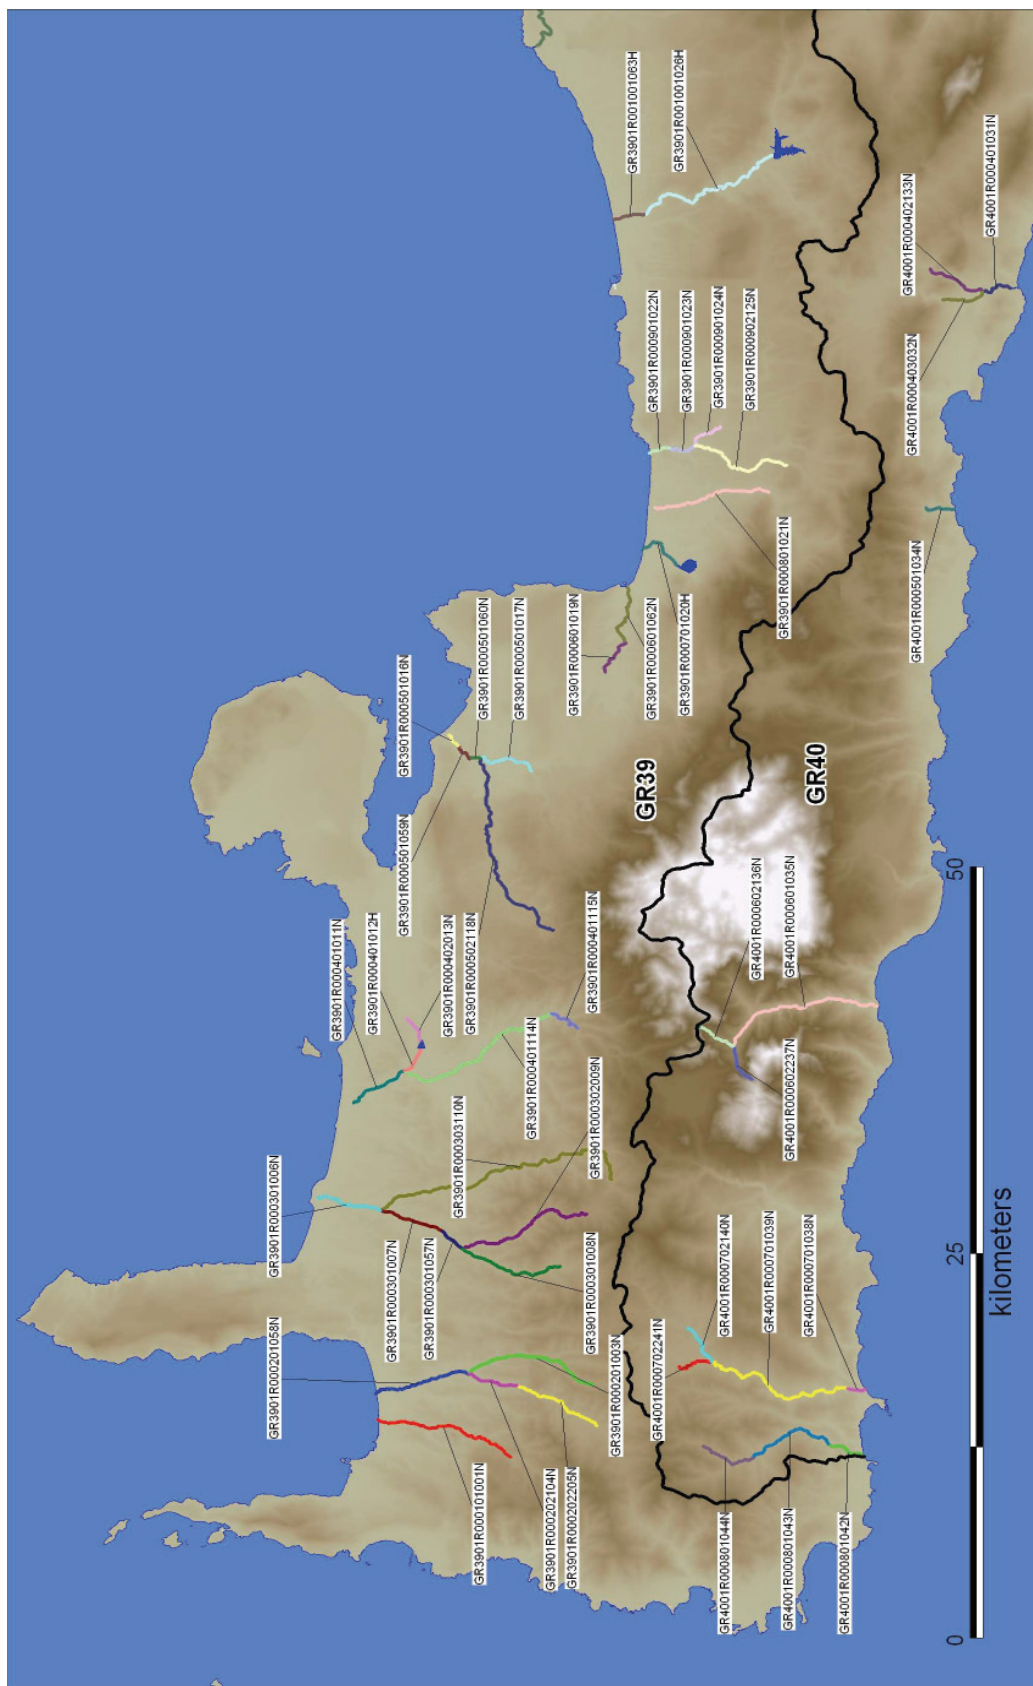 GR3901R000101001N
GR3901R000202104N
GR3901R000202205N
GR3901R000201003N
GR3901R000201058N
GR3901R000301006N
GR3901R000301007N
GR3901R000301057N
GR3901R000301008N
GR3901R000303110N
GR3901R000302009N
GR3901R000401011N
GR3901R000401012H
GR3901R000402013N
GR3901R000502118N
GR3901R000401114N
GR3901R000401115N
GR3901R000501059N
GR3901R000501016N
GR3901R000501060N
GR3901R000501017N
GR3901R000601019N
GR3901R000601062N
GR3901R000701020H
GR3901R000801021N
GR3901R000901022N
GR3901R000901023N
GR3901R000901024N
GR3901R000902125N
GR3901R001001063H
GR3901R001001026H
GR39
GR40
GR4001R000801044N
GR4001R000801043N
GR4001R000801042N
GR4001R000702241N
GR4001R000702140N
GR4001R000701039N
GR4001R000701038N
GR4001R000602237N
GR4001R000602136N
GR4001R000601035N
GR4001R000501034N
GR4001R000403032N
GR4001R000402133N
GR4001R000401031N
0
25
50
kilometers